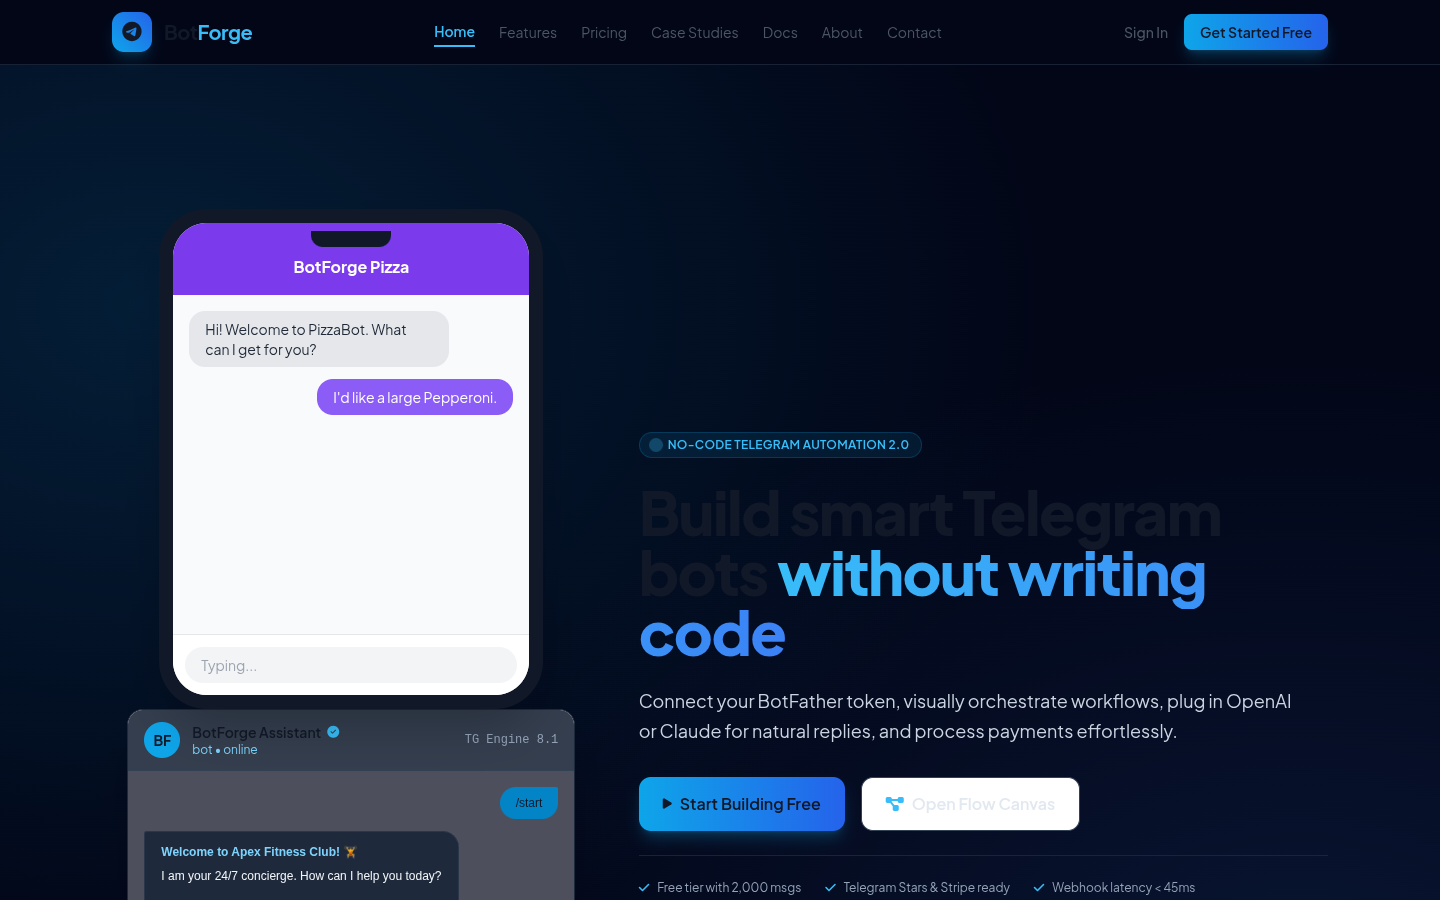 BotForge
Home Features Pricing Case Studies Docs About Contact
Sign In Get Started Free
BotForge Pizza
Hi! Welcome to PizzaBot. What
can I get for you?
I'd like a large Pepperoni.
Typing...
BF BotForge Assistant
bot • online
TG Engine 8.1
/start
Welcome to Apex Fitness Club! 🏋️
I am your 24/7 concierge. How can I help you today?
NO-CODE TELEGRAM AUTOMATION 2.0
Build smart Telegram
bots without writing
code
Connect your BotFather token, visually orchestrate workflows, plug in OpenAI
or Claude for natural replies, and process payments effortlessly.
Start Building Free Open Flow Canvas
Free tier with 2,000 msgs Telegram Stars & Stripe ready Webhook latency < 45ms